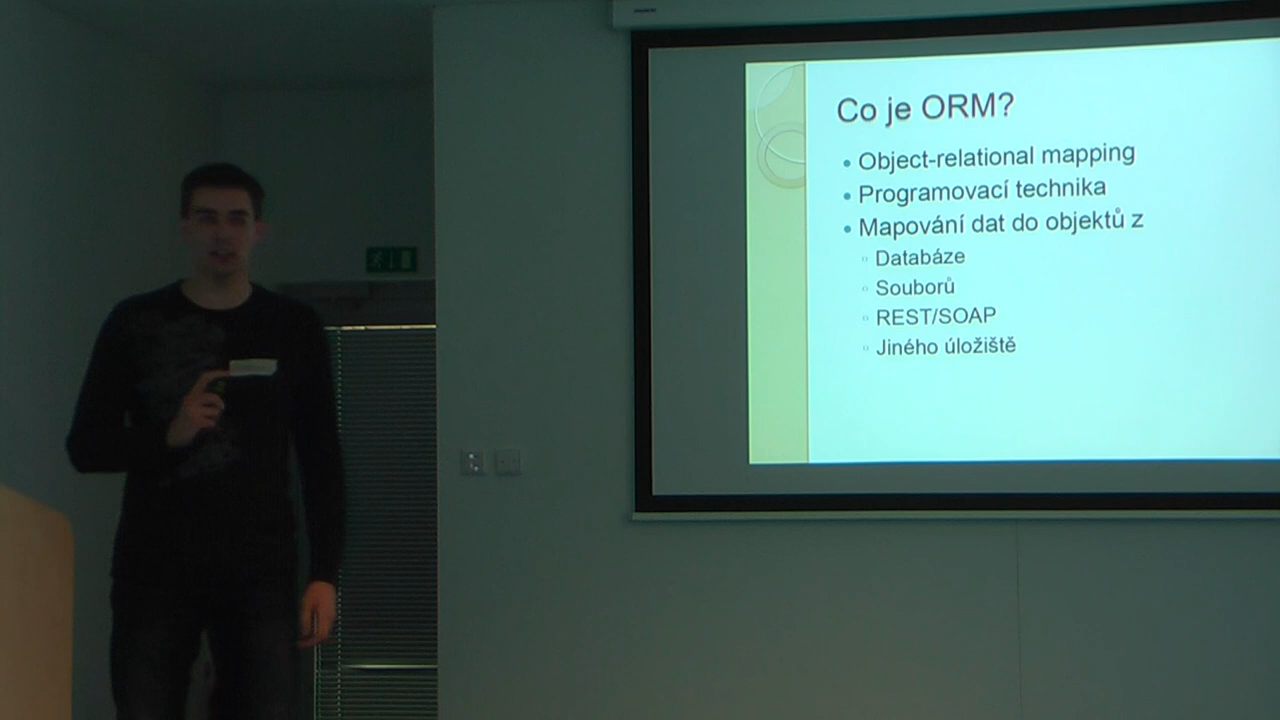 Co je ORM?
Object-relational mapping
Programovací technika
Mapování dat do objektů z
Databáze
Souborů
REST/SOAP
Jiného úložiště